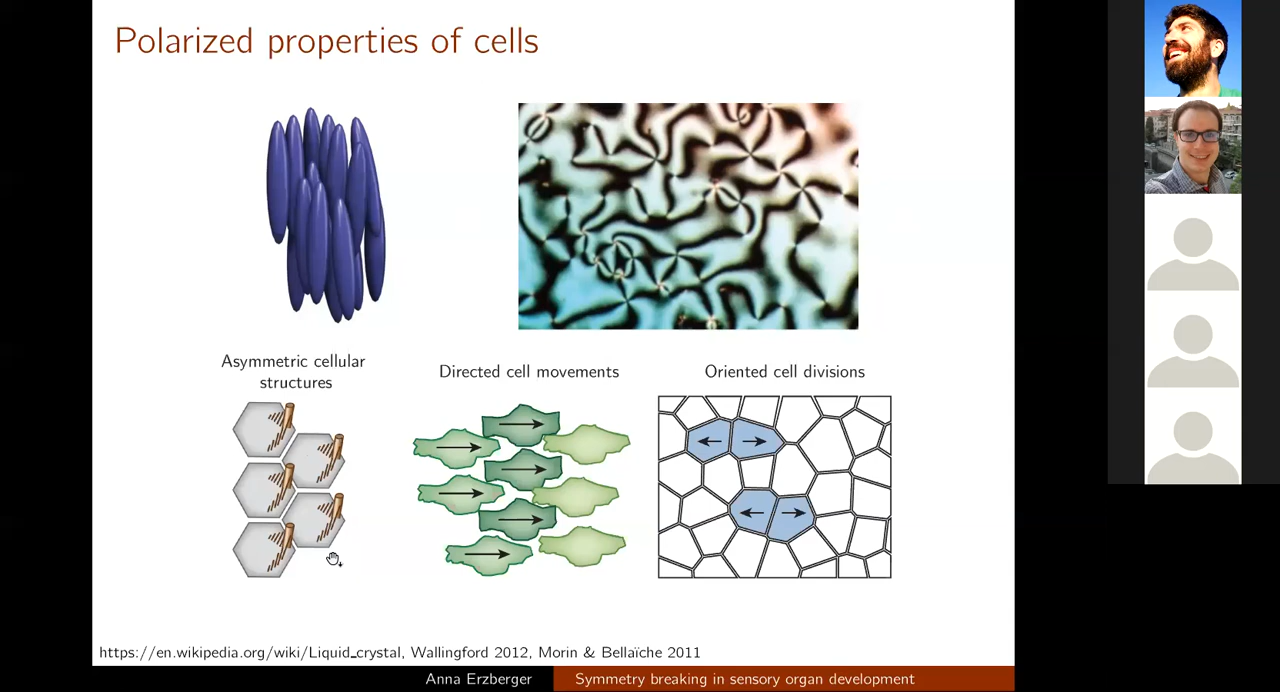 Polarized properties of cells
Asymmetric cellular
structures
Directed cell movements
Oriented cell divisions
https://en.wikipedia.org/wiki/Liquid_crystal, Wallingford 2012, Morin & Bellaïche 2011
Anna Erzberger
Symmetry breaking in sensory organ development